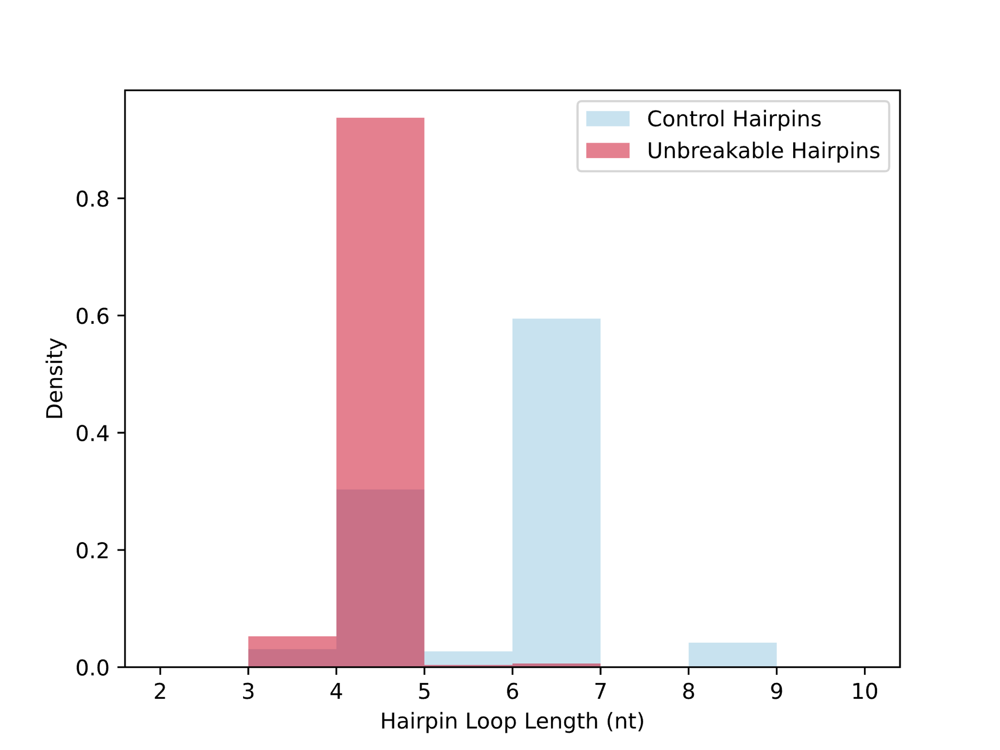 Control Hairpins
Unbreakable Hairpins
0.8
0.6
0.4
0.2
0.0
Density
2 3 4 5 6 7 8 9 10
Hairpin Loop Length (nt)